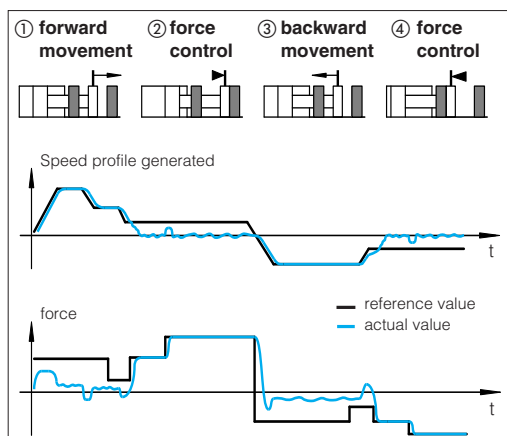 ① forward movement
② force control
③ backward movement
④ force control
Speed profile generated
t
force
reference value
actual value
t